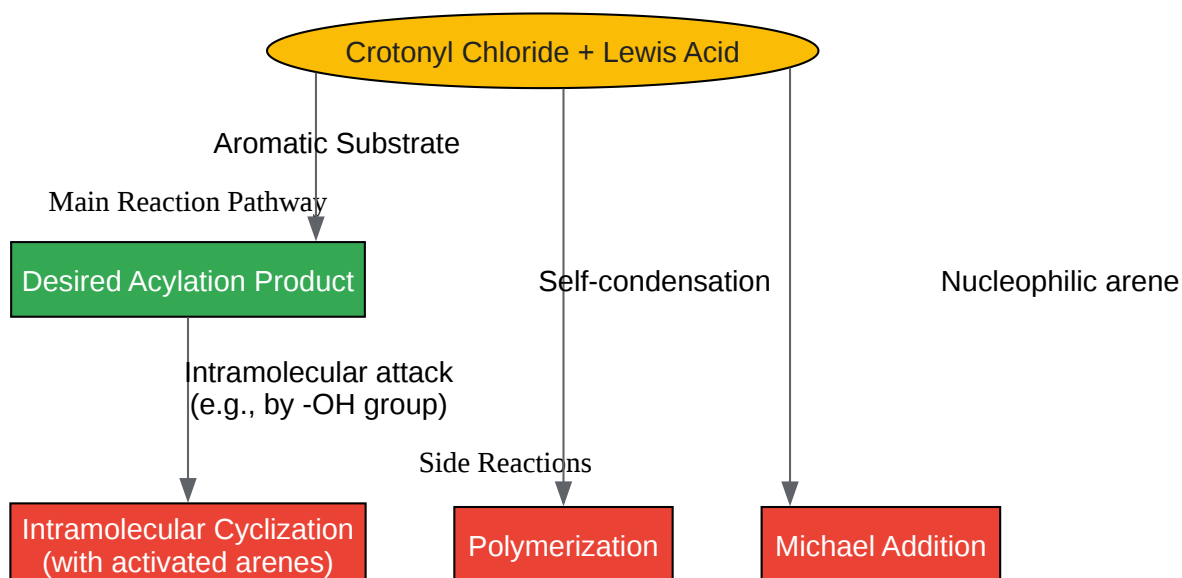 Crotonyl Chloride + Lewis Acid
Aromatic Substrate
Main Reaction Pathway
Desired Acylation Product
Self-condensation
Nucleophilic arene
Intramolecular attack
(e.g., by -OH group)
Side Reactions
Intramolecular Cyclization
(with activated arenes)
Polymerization
Michael Addition